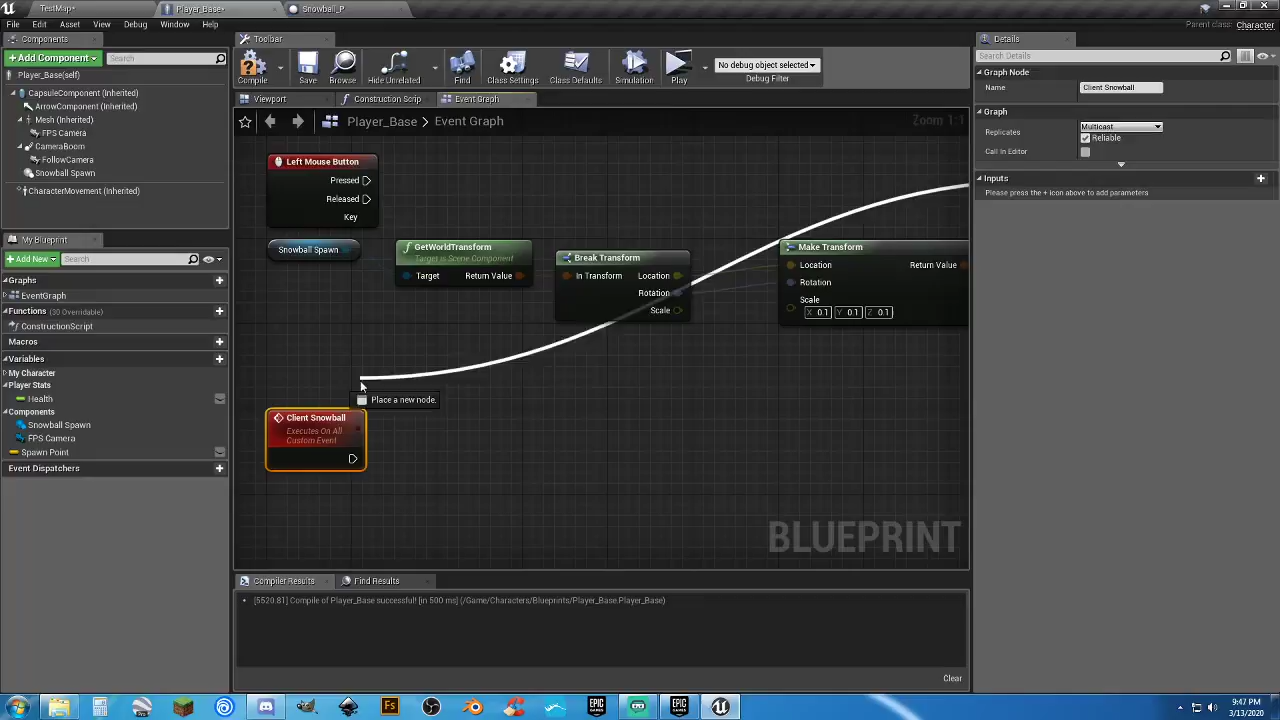 TestMap*
Player_Base*
Snowball_P
File
Edit
Asset
View
Debug
Window
Help
Parent class: Character
Components
+Add Component
Search
Player_Base(self)
CapsuleComponent (Inherited)
ArrowComponent (Inherited)
Mesh (Inherited)
FPS Camera
CameraBoom
FollowCamera
Snowball Spawn
CharacterMovement (Inherited)
My Blueprint
+Add New
Search
Graphs
EventGraph
Functions (30 Overridable)
ConstructionScript
Macros
Variables
My Character
Player Stats
Health
Components
Snowball Spawn
FPS Camera
Spawn Point
Event Dispatchers
Toolbar
Compile
Save
Browse
Hide Unrelated
Find
Class Settings
Class Defaults
Simulation
Play
No debug object selected
Debug Filter
Viewport
Construction Scrip
Event Graph
Player_Base > Event Graph
Zoom 1:1
Left Mouse Button
Pressed
Released
Key
Snowball Spawn
GetWorldTransform
Target is Scene Component
Target
Return Value
Break Transform
In Transform
Location
Rotation
Scale
Make Transform
Location
Return Value
Rotation
Scale
X 0.1 Y 0.1 Z 0.1
Place a new node.
Client Snowball
Executes On All
Custom Event
BLUEPRINT
Compiler Results
Find Results
[5520.81] Compile of Player_Base successful! [in 500 ms] (/Game/Characters/Blueprints/Player_Base.Player_Base)
Clear
Details
Search Details
Graph Node
Name
Client Snowball
Graph
Replicates
Multicast
Reliable
Call In Editor
Inputs
Please press the + icon above to add parameters
Fs
EPIC GAMES
EPIC GAMES
9:47 PM
3/13/2020